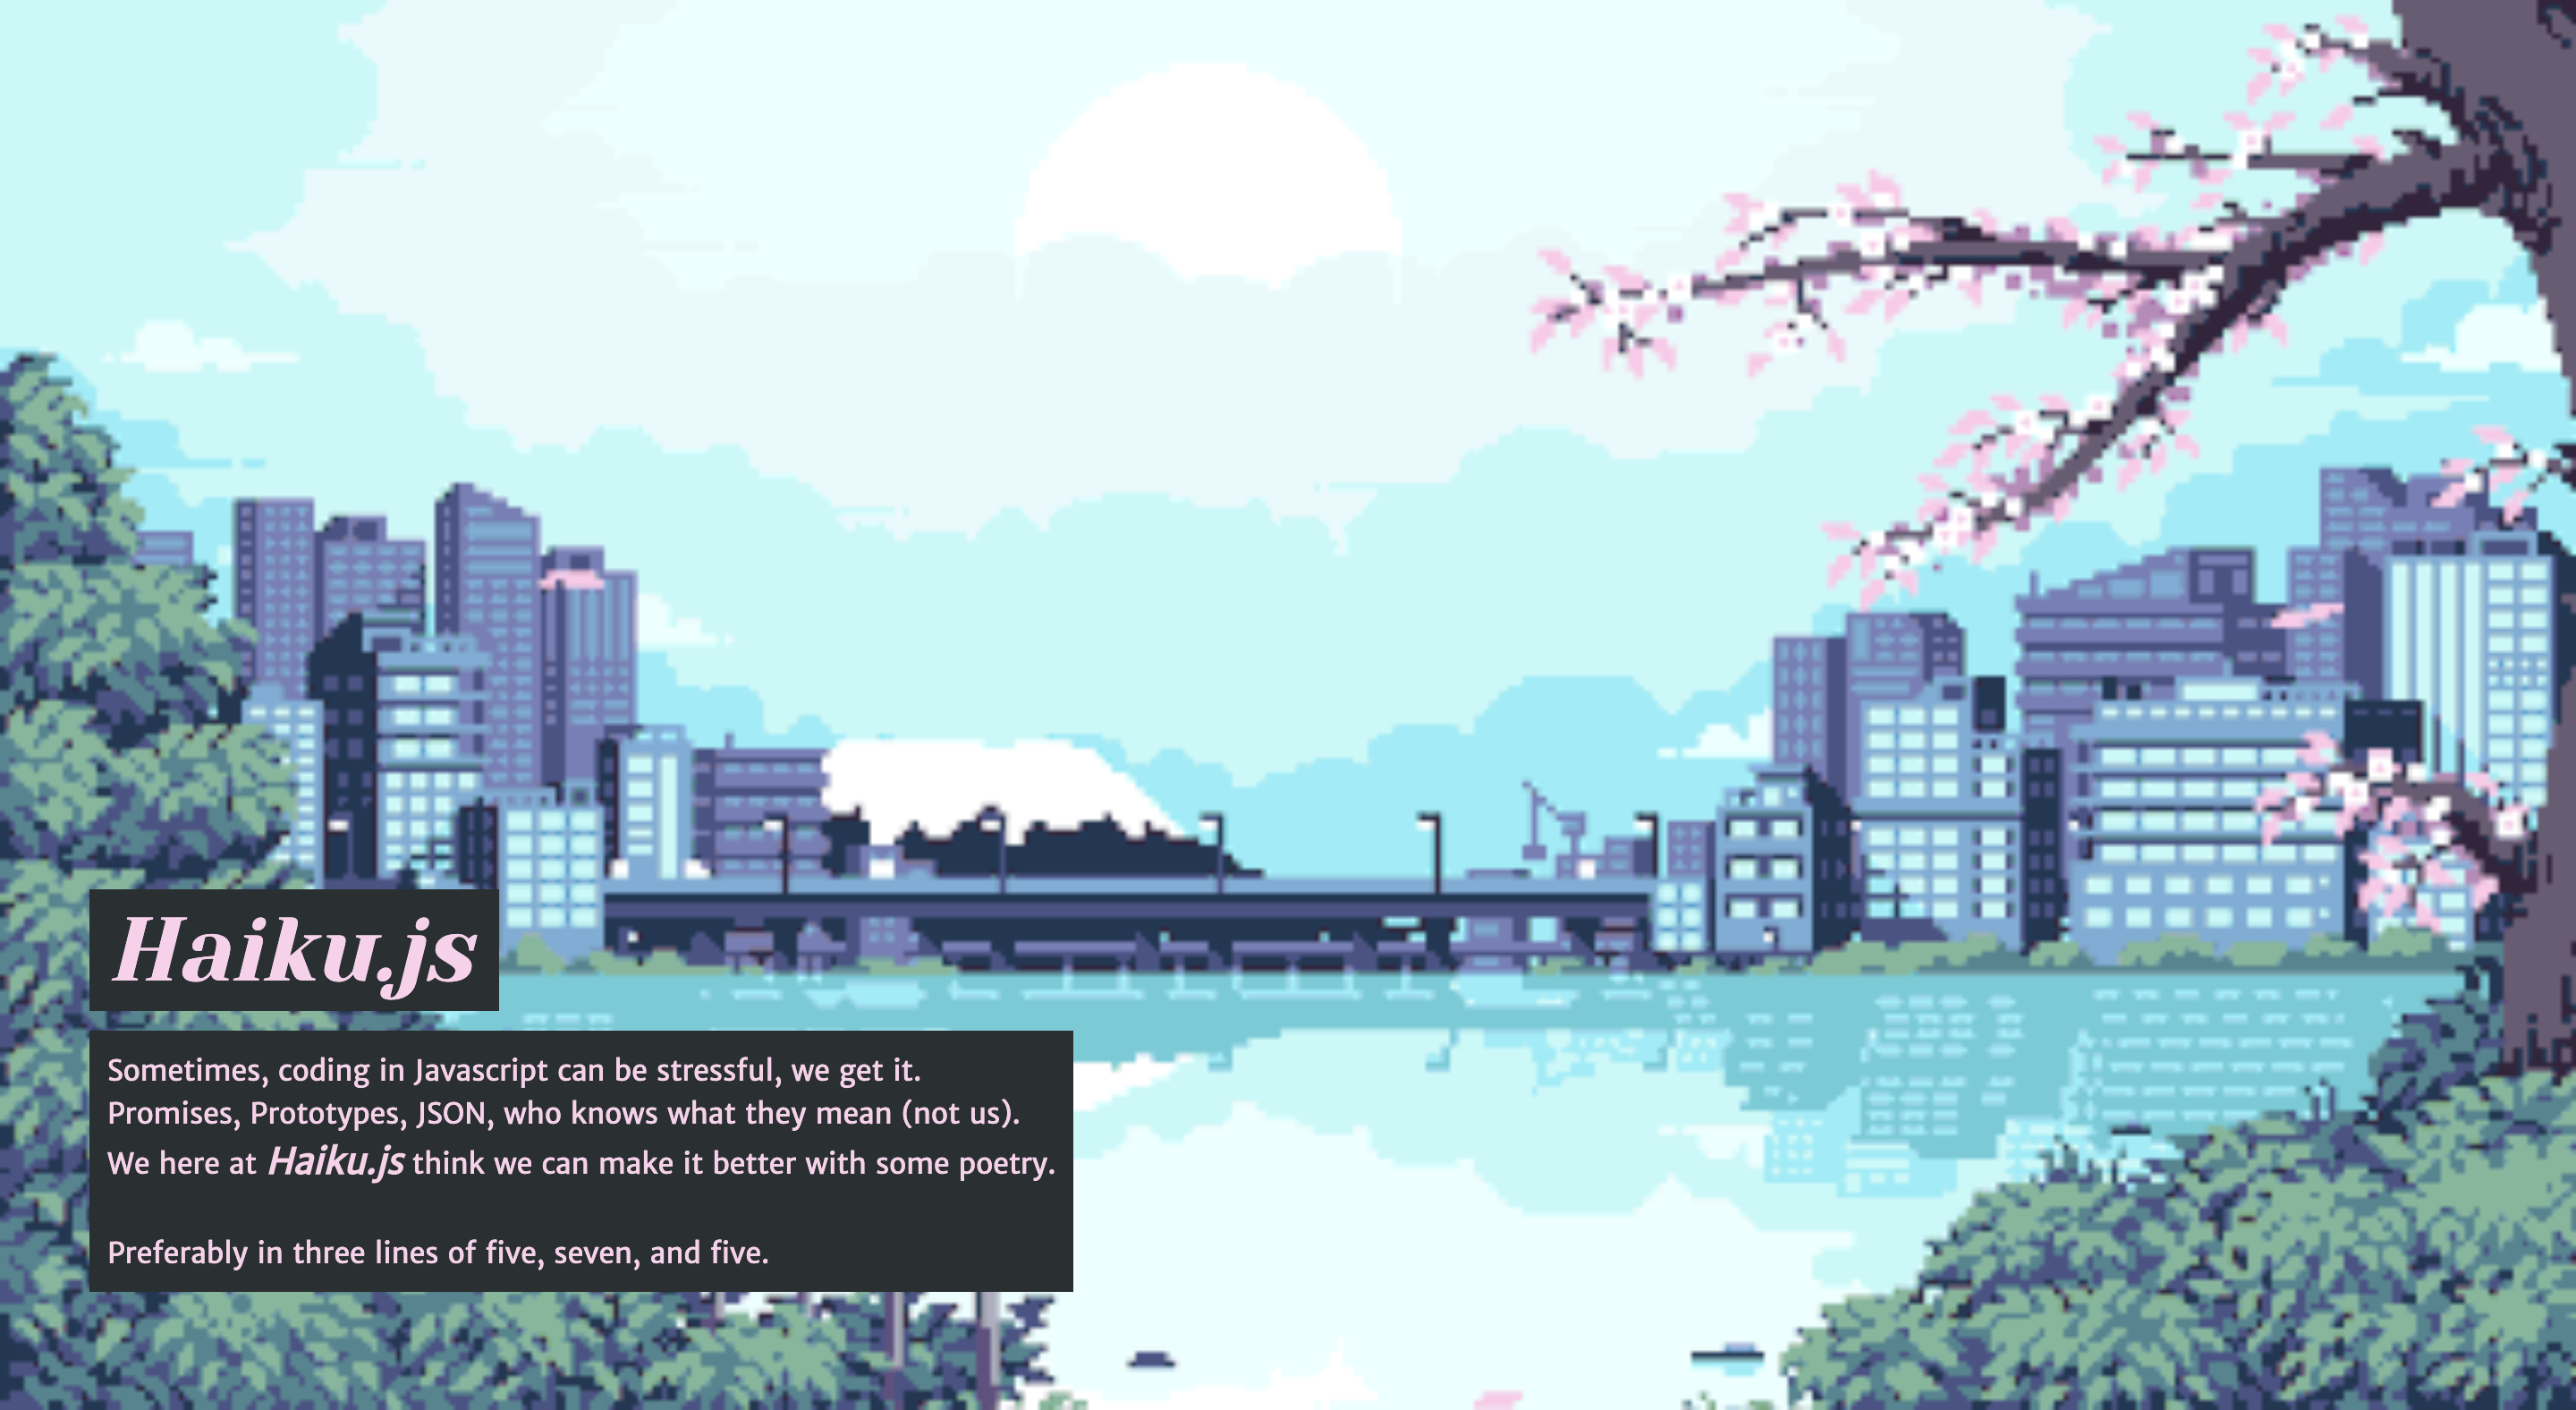 Haiku.js
Sometimes, coding in Javascript can be stressful, we get it.
Promises, Prototypes, JSON, who knows what they mean (not us).
We here at Haiku.js think we can make it better with some poetry.
Preferably in three lines of five, seven, and five.